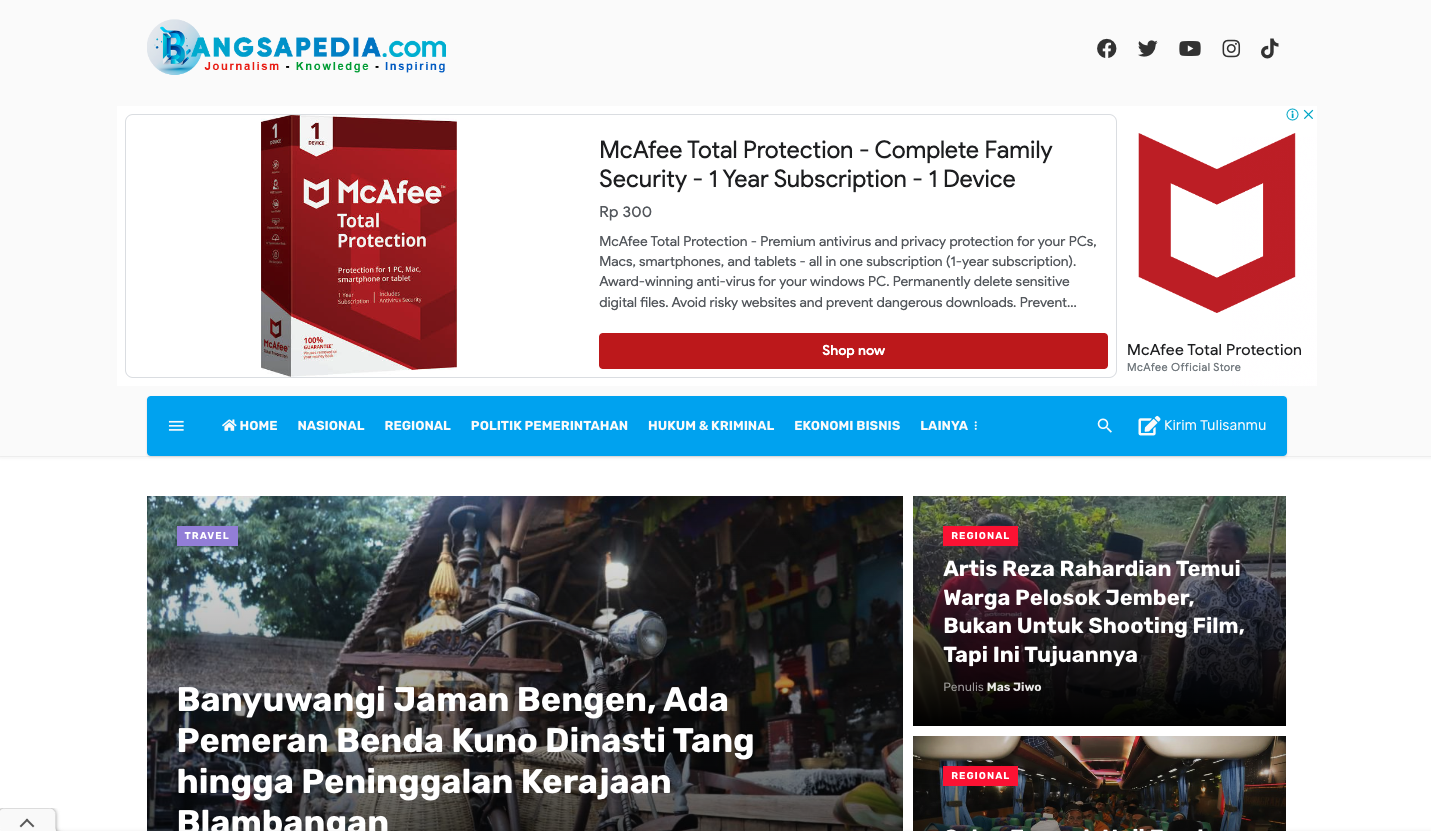 BANGSAPEDIA.com
Journalism - Knowledge - Inspiring
1
DEVICE
1
DEVICE
McAfee™
Total
Protection
Protection for 1 PC, Mac,
smartphone or tablet
1 Year
Subscription
Includes
Antivirus Security
100%
GUARANTEE
McAfee
McAfee Total Protection - Complete Family
Security - 1 Year Subscription - 1 Device
Rp 300
McAfee Total Protection - Premium antivirus and privacy protection for your PCs,
Macs, smartphones, and tablets - all in one subscription (1-year subscription).
Award-winning anti-virus for your windows PC. Permanently delete sensitive
digital files. Avoid risky websites and prevent dangerous downloads. Prevent...
Shop now
McAfee Total Protection
McAfee Official Store
HOME NASIONAL REGIONAL POLITIK PEMERINTAHAN HUKUM & KRIMINAL EKONOMI BISNIS LAINYA
Kirim Tulisanmu
TRAVEL
Banyuwangi Jaman Bengen, Ada
Pemeran Benda Kuno Dinasti Tang
hingga Peninggalan Kerajaan
Blambangan
REGIONAL
Artis Reza Rahardian Temui
Warga Pelosok Jember,
Bukan Untuk Shooting Film,
Tapi Ini Tujuannya
Penulis Mas Jiwo
REGIONAL